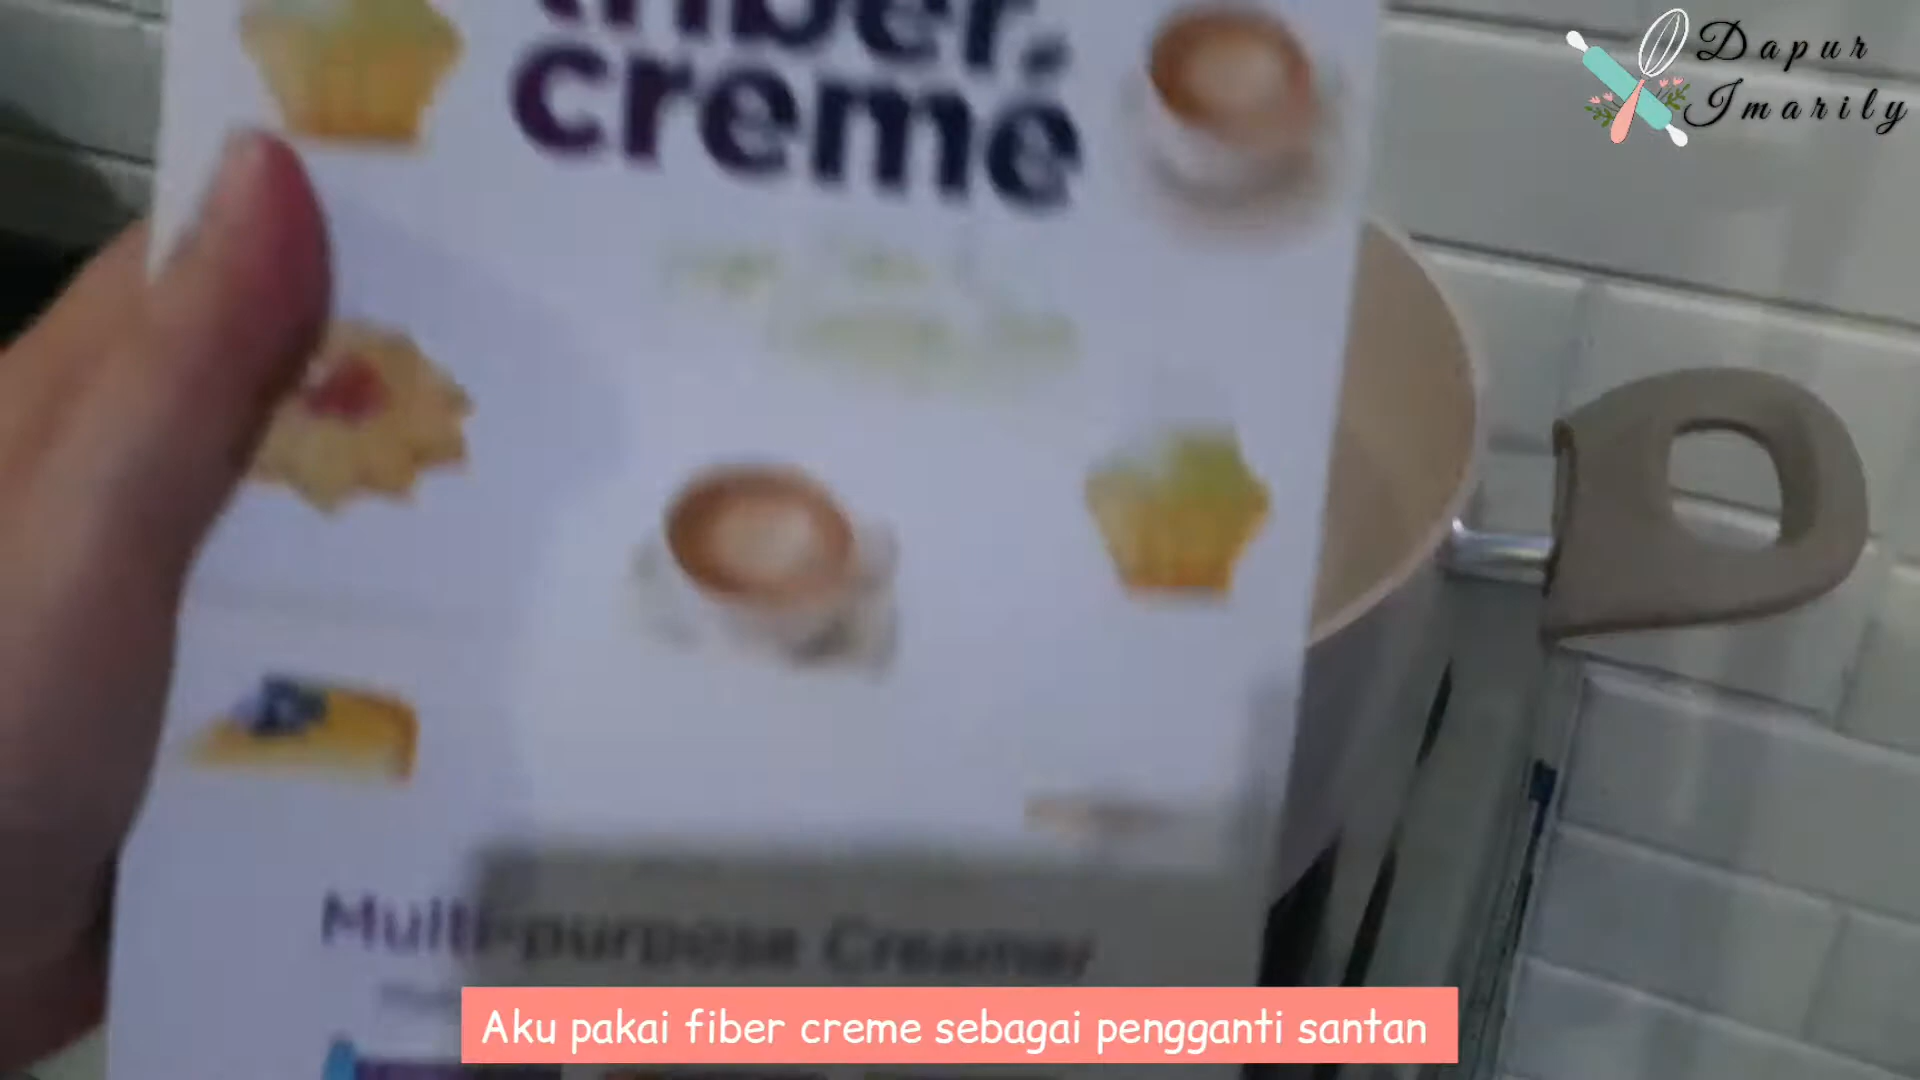 fiber
creme
Dapur
Imarily
Multi-purpose Creamer
Aku pakai fiber creme sebagai pengganti santan